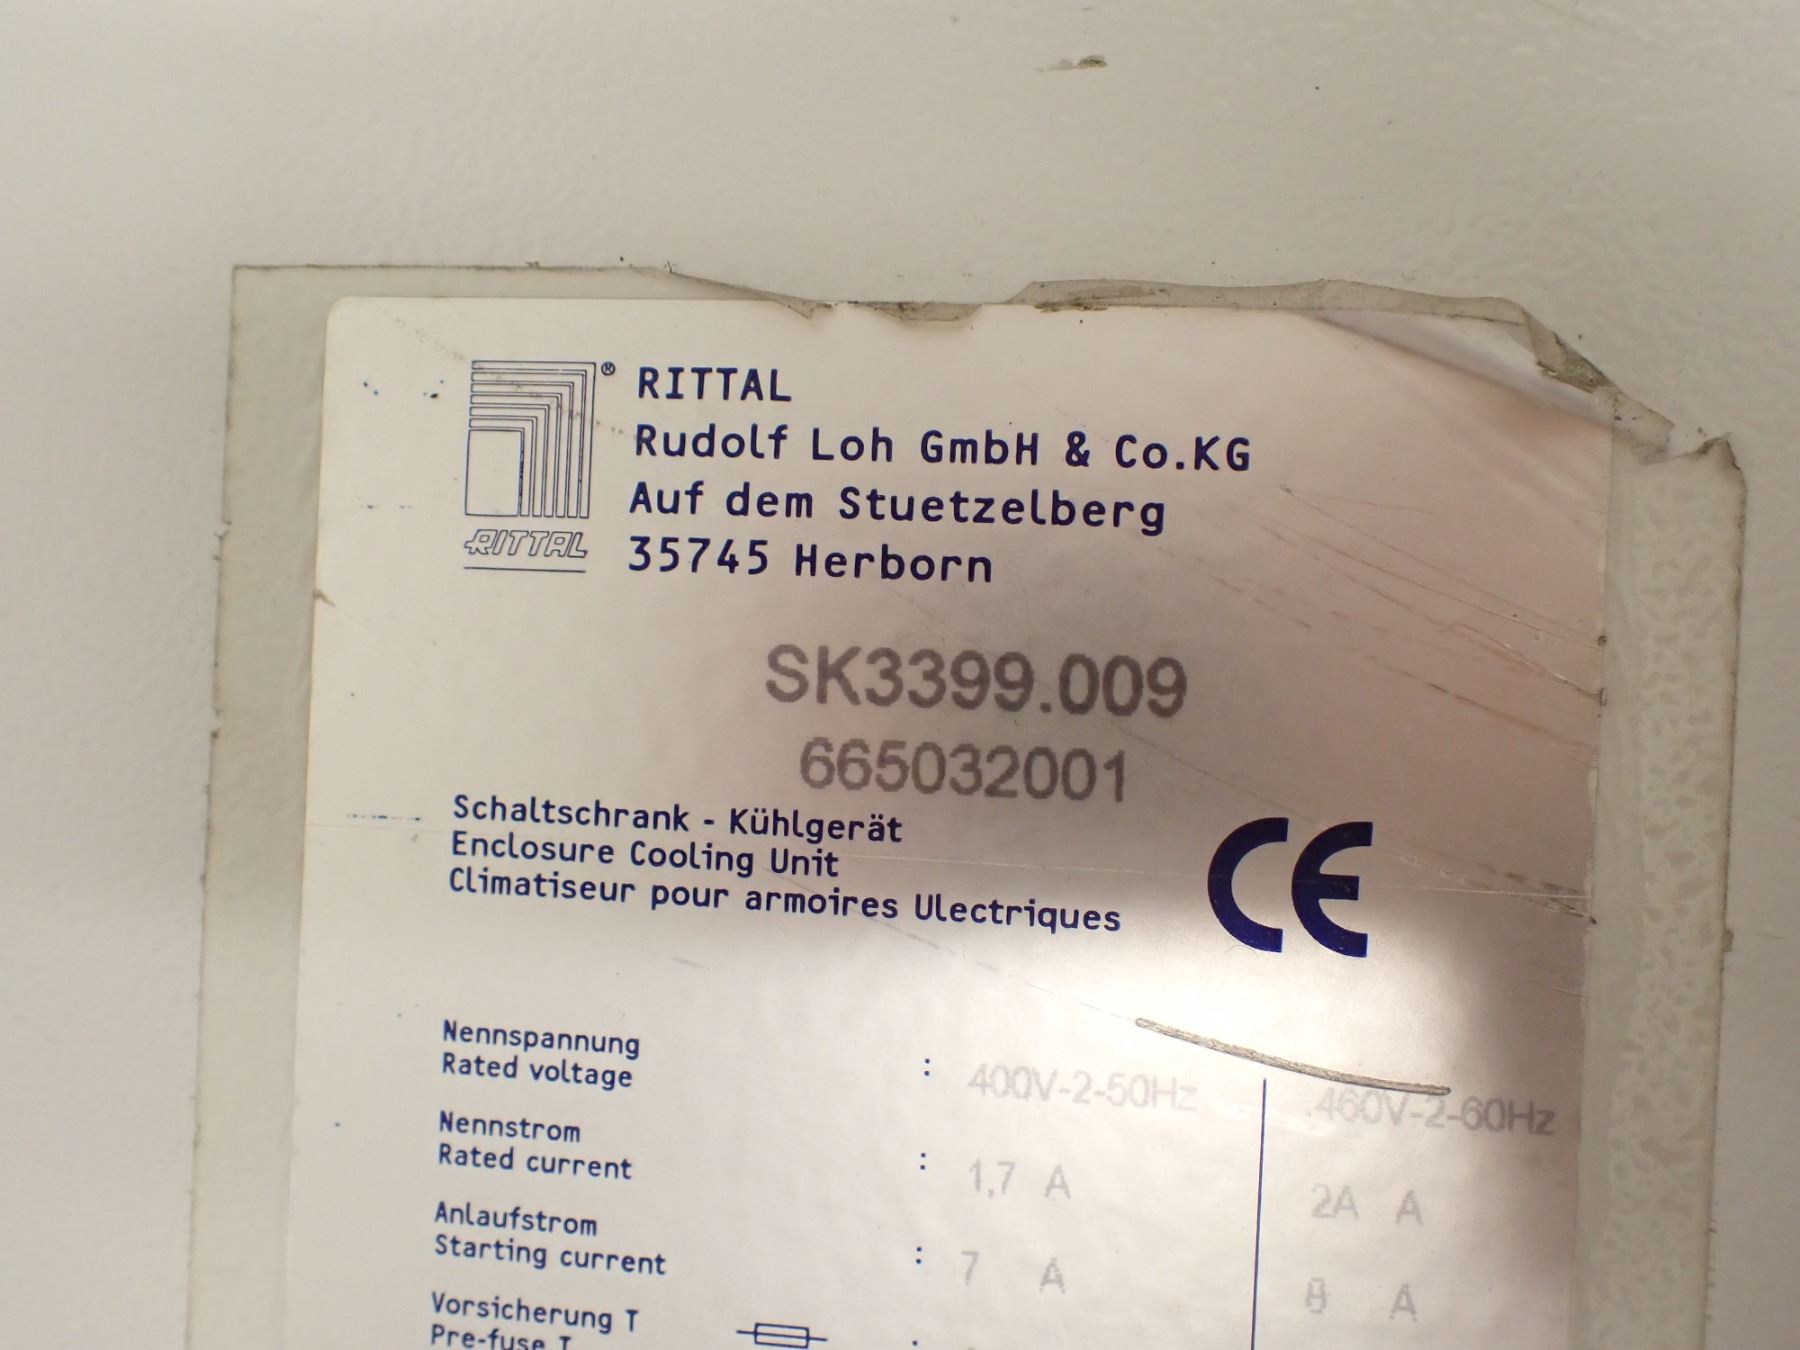 ® RITTAL
Rudolf Loh GmbH & Co.KG
Auf dem Stuetzelberg
RITTAL
35745 Herborn
SK3399.009
665032001
Schaltschrank - Kühlgerät
Enclosure Cooling Unit
Climatiseur pour armoires Ulectriques
CE
Nennspannung
Rated voltage : 400V-2-50Hz 460V-2-60Hz
Nennstrom
Rated current : 1,7 A 2A A
Anlaufstrom
Starting current : 7 A 8 A
Vorsicherung T
Pre-fuse T :